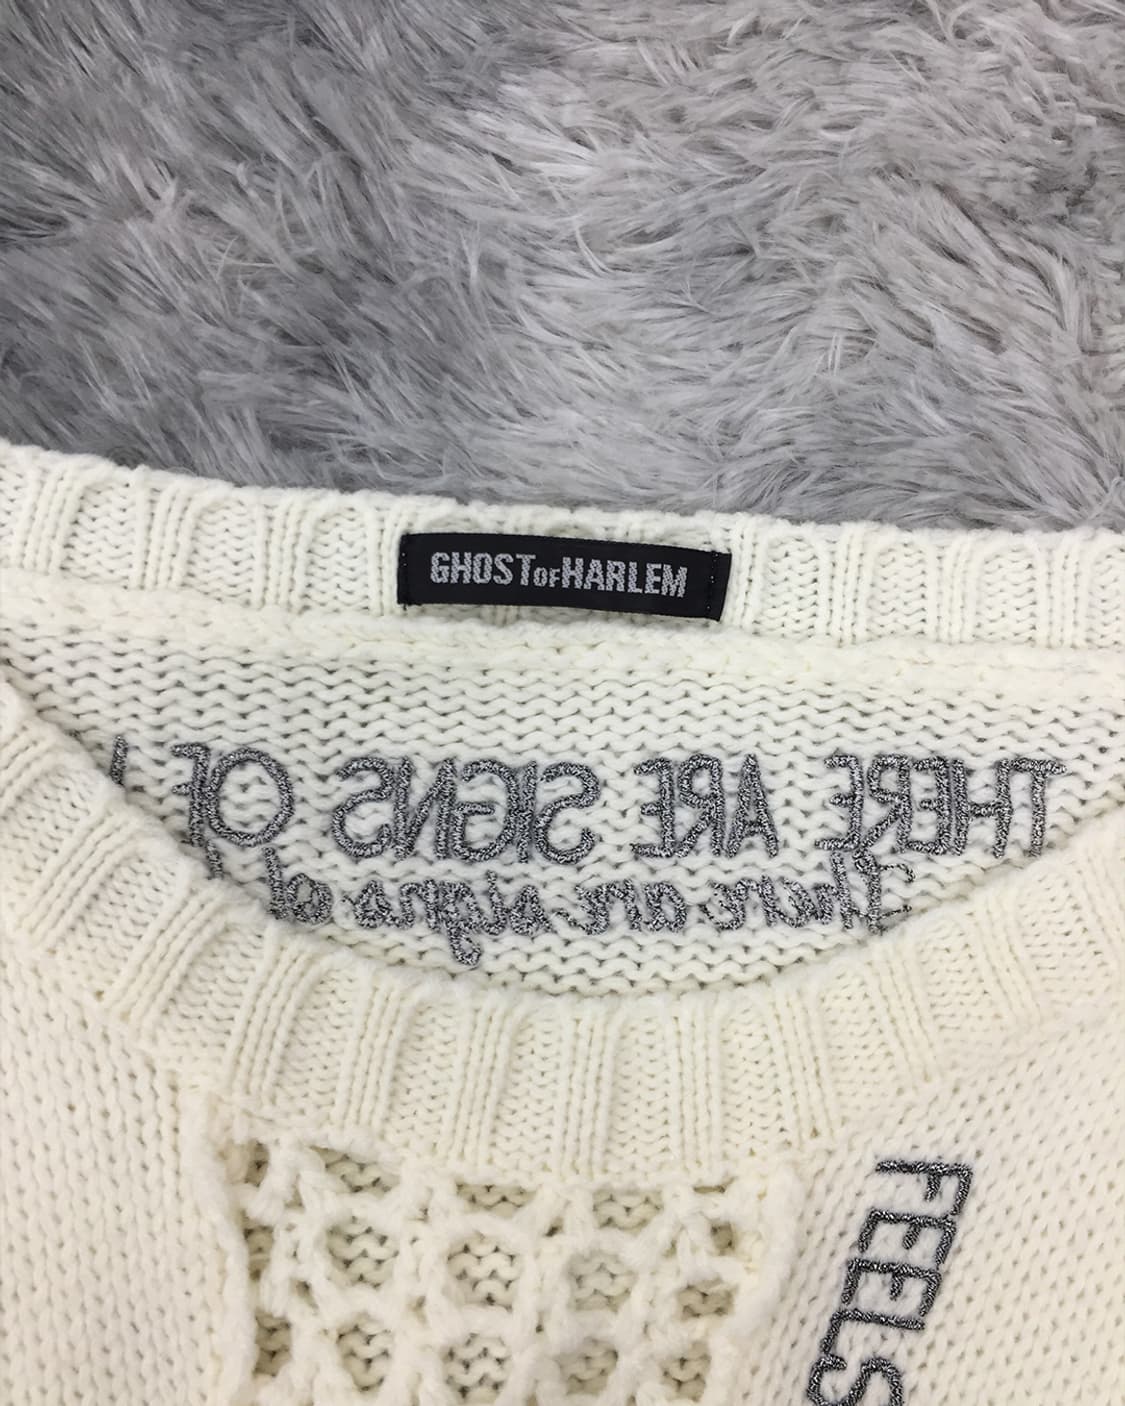 GHOST OF HARLEM
THERE ARE SIGNS OF
There are signs of
FEELS